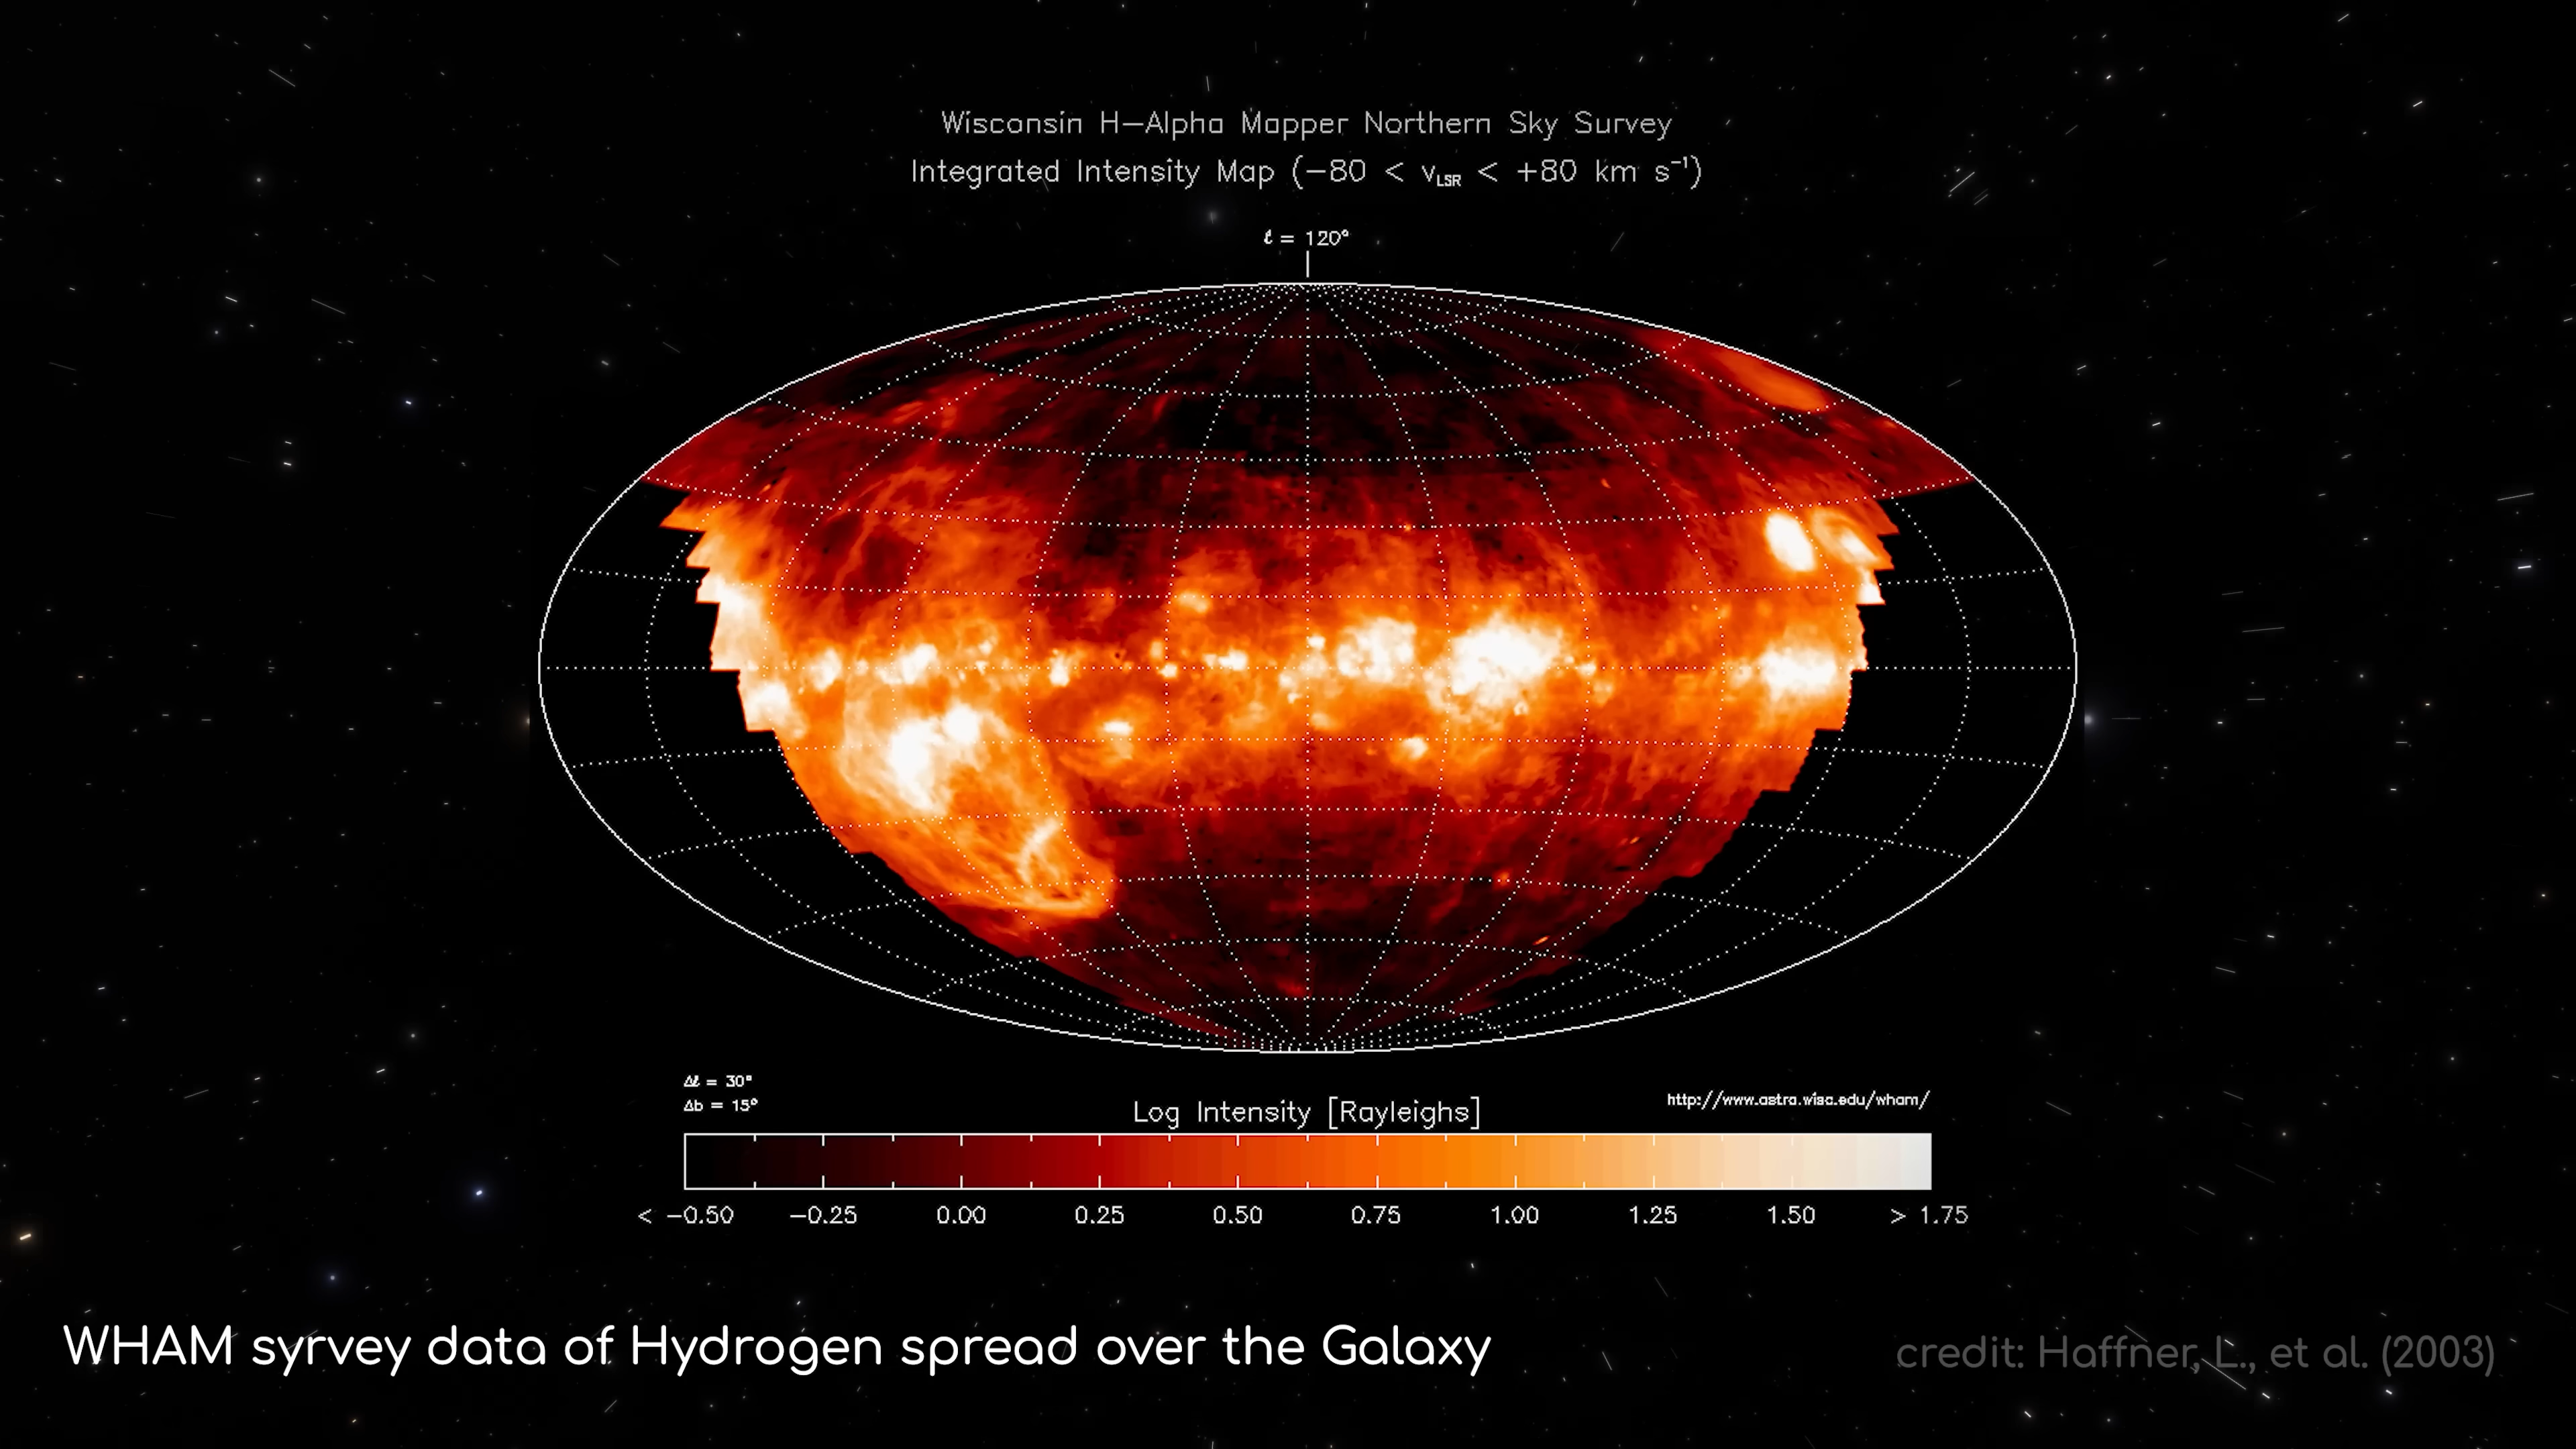 Wisconsin H-Alpha Mapper Northern Sky Survey
Integrated Intensity Map (-80 < vLSR < +80 km s⁻¹)
ℓ = 120°
Δℓ = 30°
Δb = 15°
Log Intensity [Rayleighs]
http://www.astro.wisc.edu/wham/
< -0.50 -0.25 0.00 0.25 0.50 0.75 1.00 1.25 1.50 > 1.75
WHAM syrvey data of Hydrogen spread over the Galaxy
credit: Haffner, L., et al. (2003)